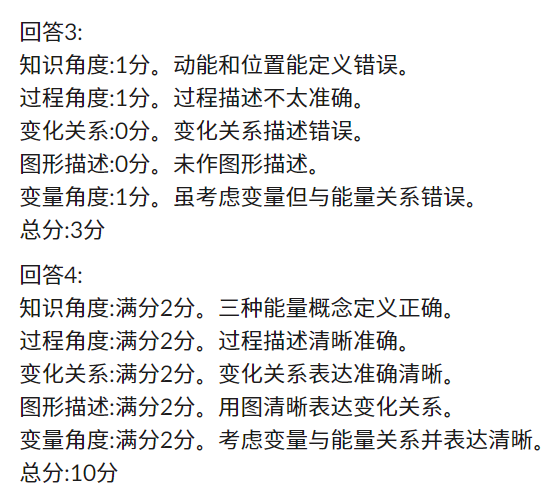 回答3:
知识角度:1分。动能和位置能定义错误。
过程角度:1分。过程描述不太准确。
变化关系:0分。变化关系描述错误。
图形描述:0分。未作图形描述。
变量角度:1分。虽考虑变量但与能量关系错误。
总分:3分
回答4:
知识角度:满分2分。三种能量概念定义正确。
过程角度:满分2分。过程描述清晰准确。
变化关系:满分2分。变化关系表达准确清晰。
图形描述:满分2分。用图清晰表达变化关系。
变量角度:满分2分。考虑变量与能量关系并表达清晰。
总分:10分